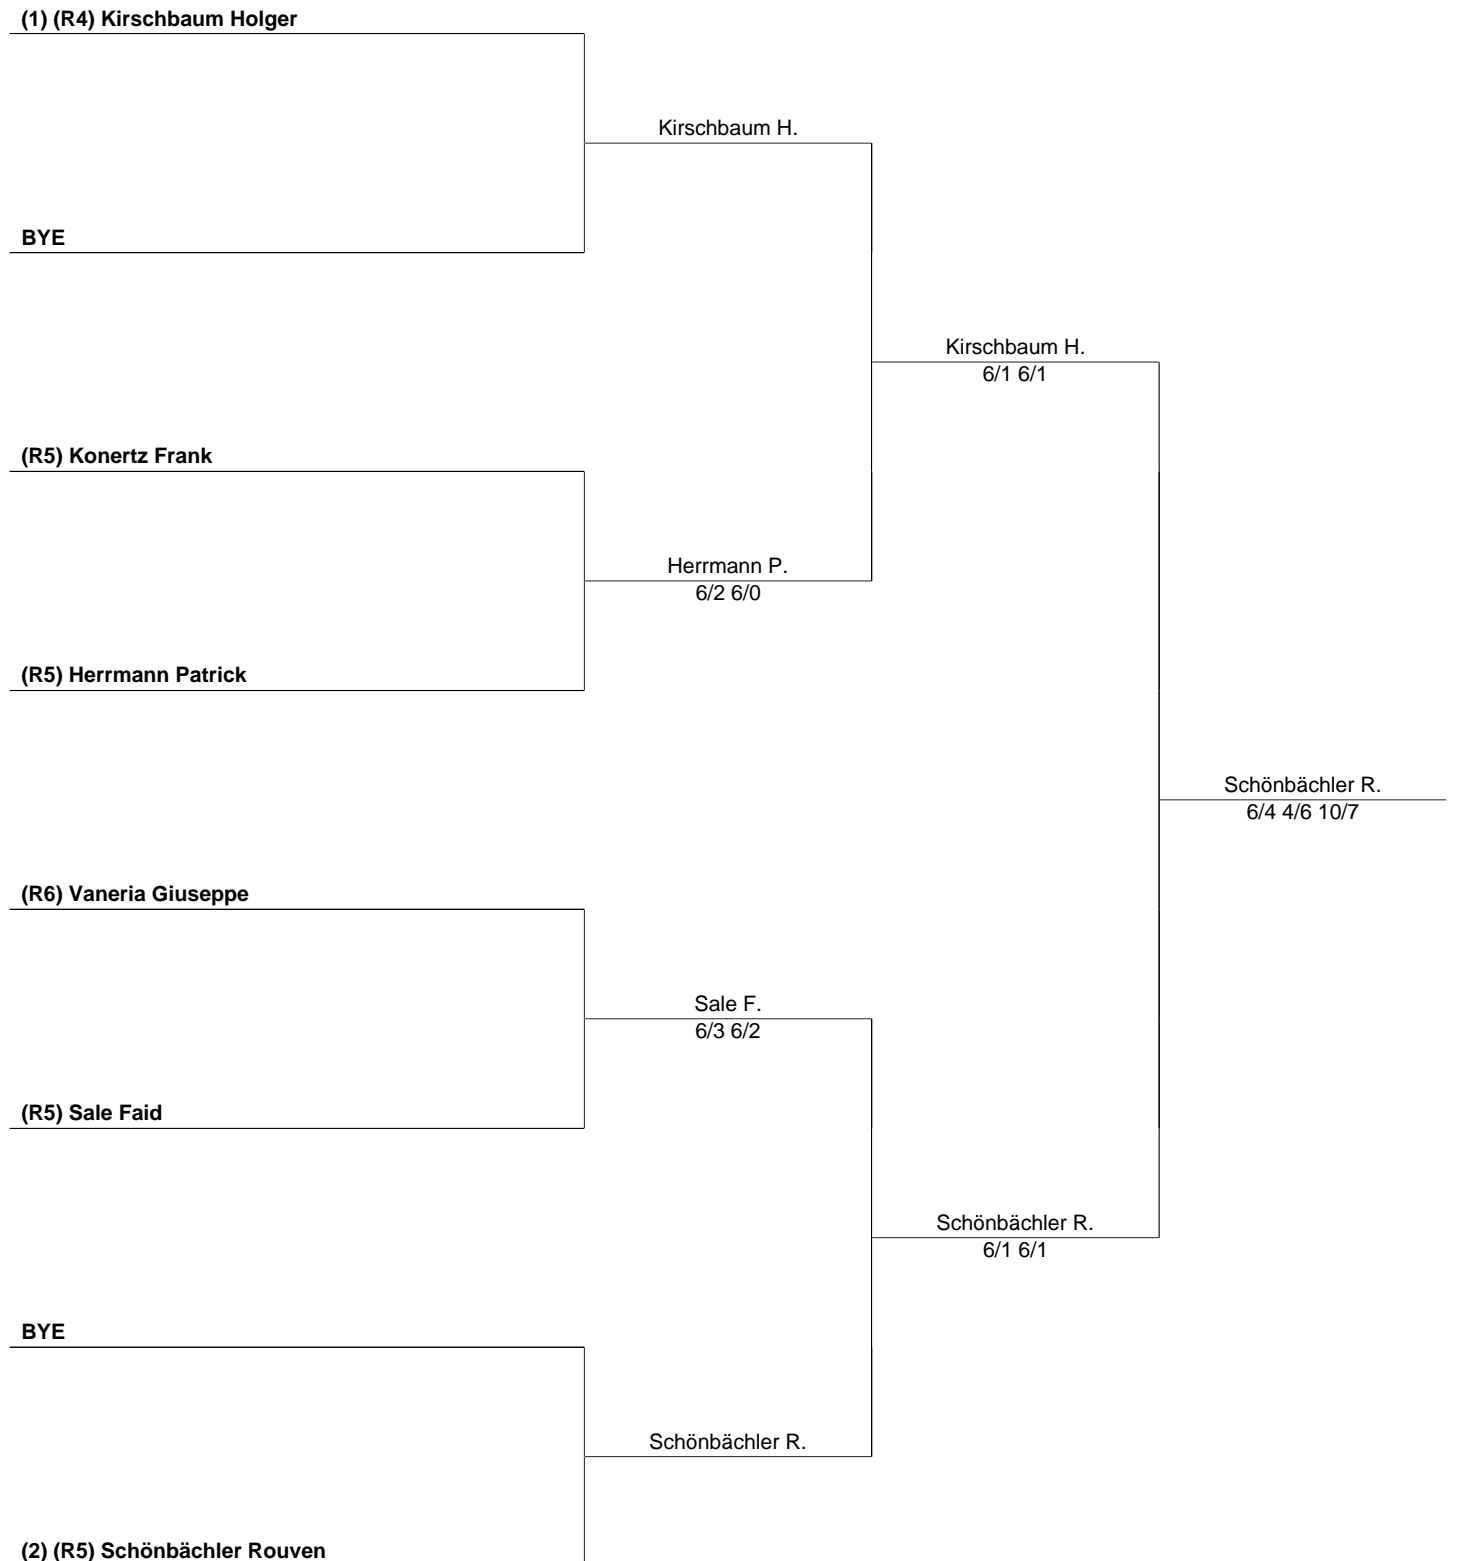 (1) (R4) Kirschbaum Holger
Kirschbaum H.
BYE
Kirschbaum H.
6/1 6/1
(R5) Konertz Frank
Herrmann P.
6/2 6/0
(R5) Herrmann Patrick
Schönbächler R.
6/4 4/6 10/7
(R6) Vaneria Giuseppe
Sale F.
6/3 6/2
(R5) Sale Faid
Schönbächler R.
6/1 6/1
BYE
Schönbächler R.
(2) (R5) Schönbächler Rouven